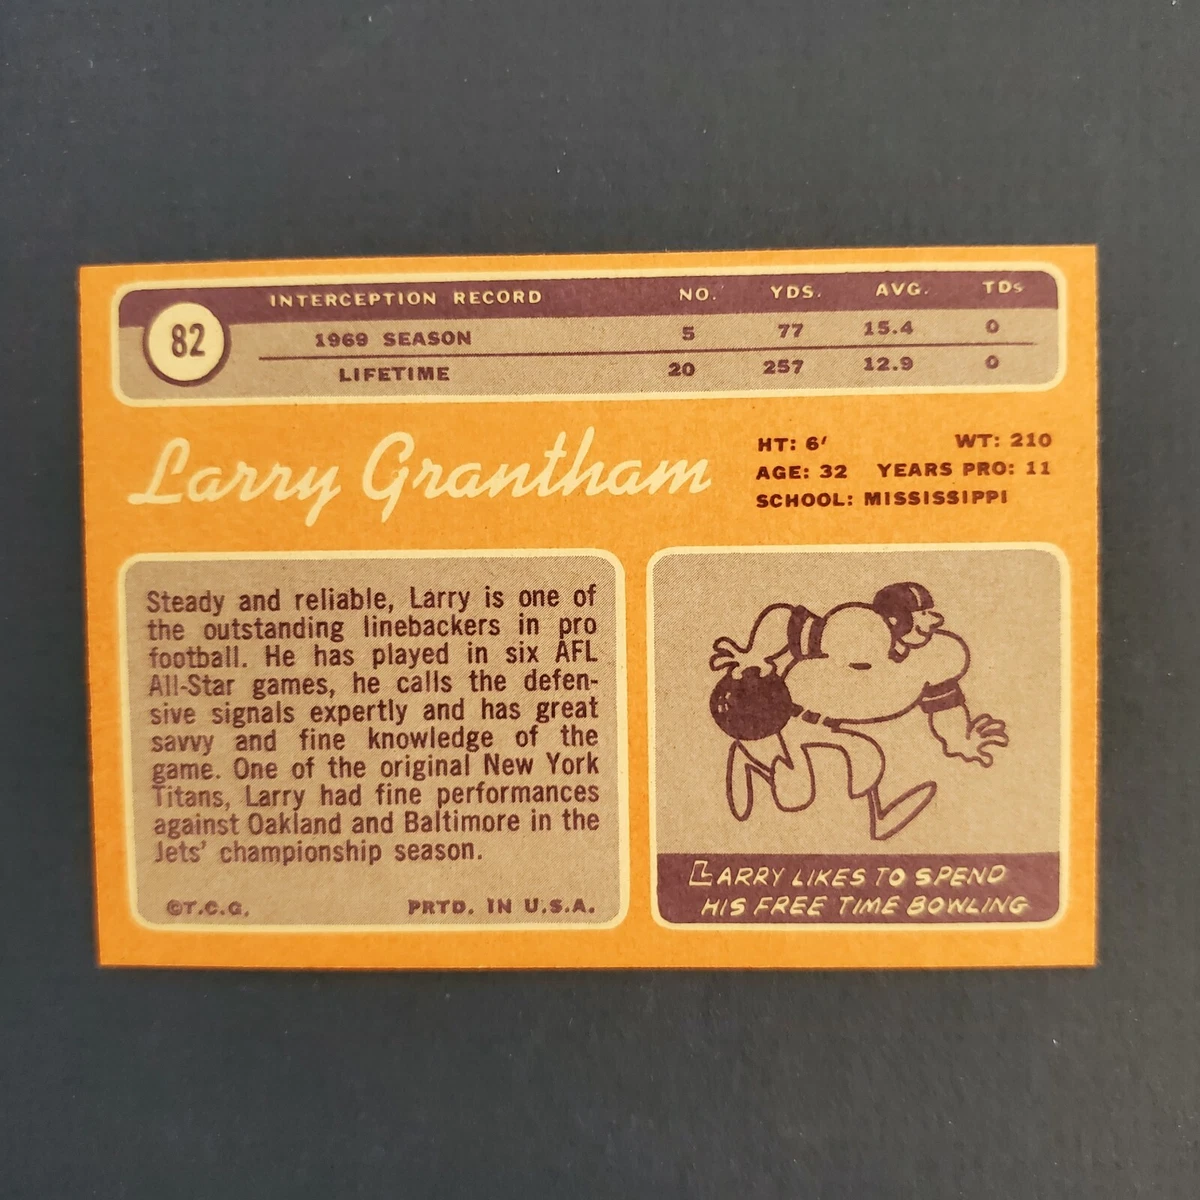 INTERCEPTION RECORD NO. YDS. AVG. TDs
82
1969 SEASON 5 77 15.4 0
LIFETIME 20 257 12.9 0
Larry Grantham
HT: 6' WT: 210
AGE: 32 YEARS PRO: 11
SCHOOL: MISSISSIPPI
Steady and reliable, Larry is one of
the outstanding linebackers in pro
football. He has played in six AFL
All-Star games, he calls the defen-
sive signals expertly and has great
savvy and fine knowledge of the
game. One of the original New York
Titans, Larry had fine performances
against Oakland and Baltimore in the
Jets' championship season.
©T.C.G. PRTD. IN U.S.A.
LARRY LIKES TO SPEND
HIS FREE TIME BOWLING